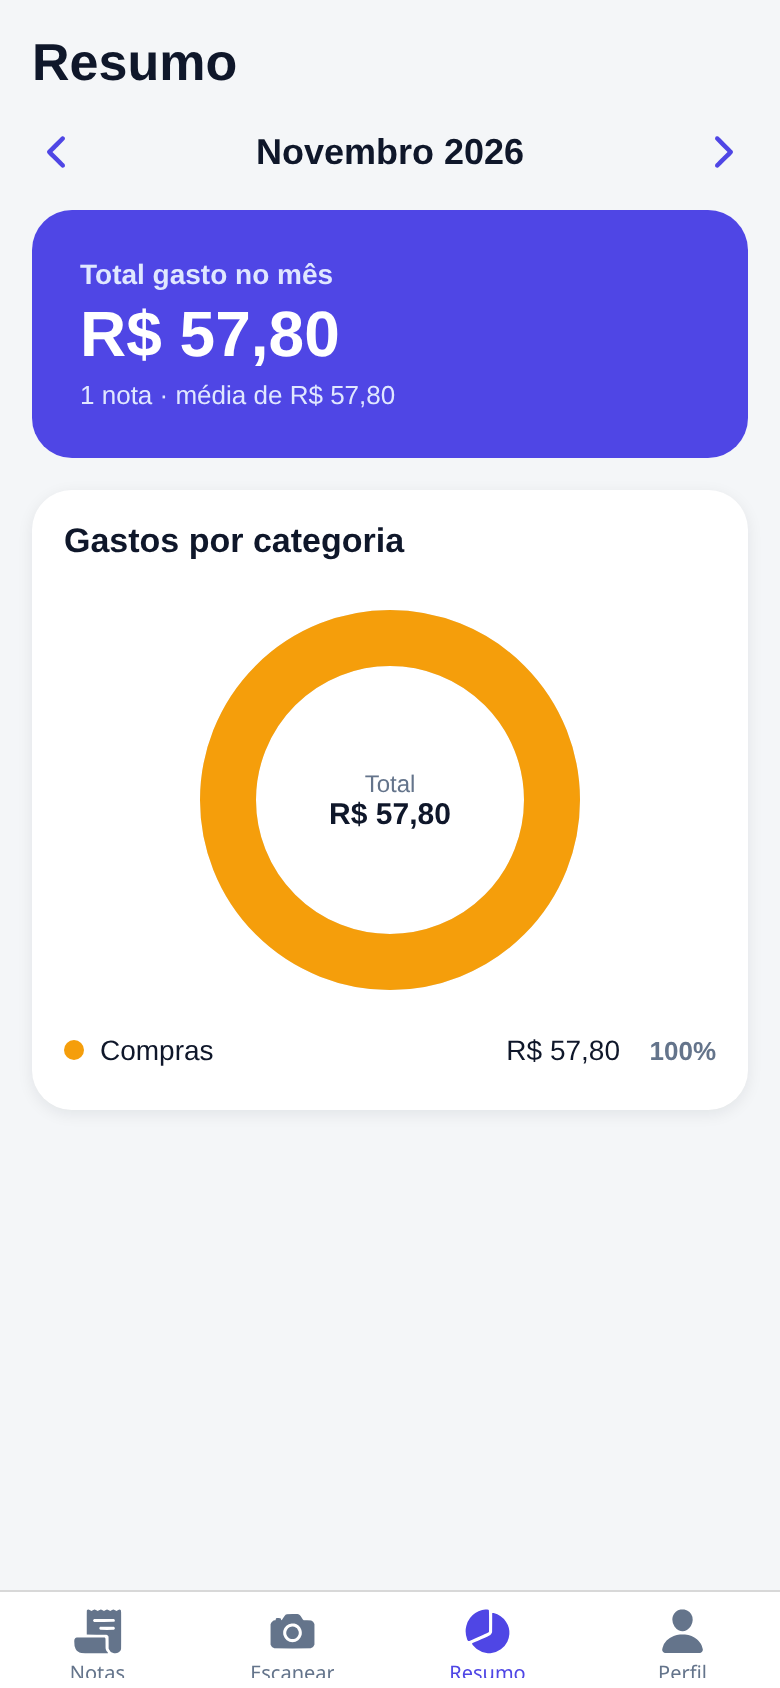 Resumo
Novembro 2026
Total gasto no mês
R$ 57,80
1 nota · média de R$ 57,80
Gastos por categoria
Total
R$ 57,80
Compras R$ 57,80 100%
Notas Escanear Resumo Perfil